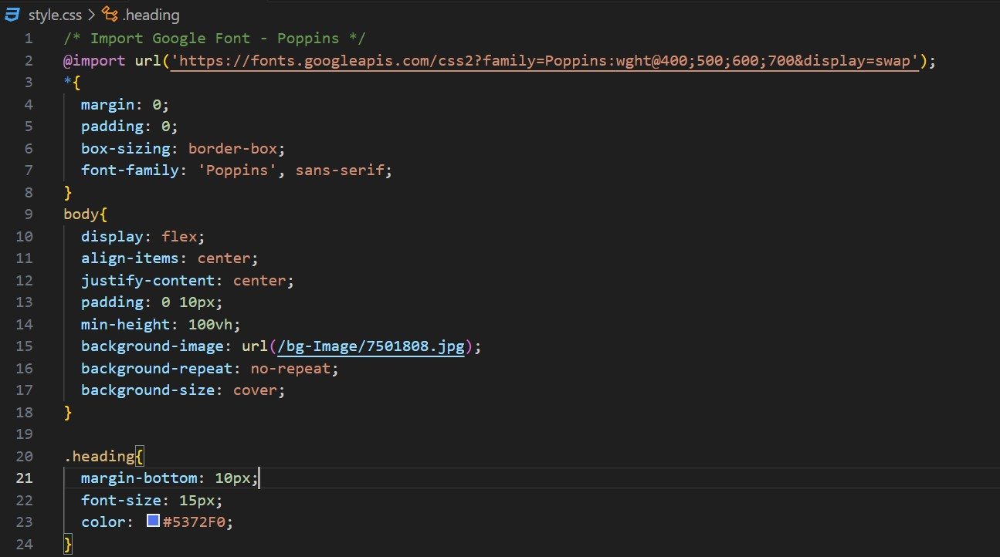 style.css > .heading
1 /* Import Google Font - Poppins */
2 @import url('https://fonts.googleapis.com/css2?family=Poppins:wght@400;500;600;700&display=swap');
3 *{
4   margin: 0;
5   padding: 0;
6   box-sizing: border-box;
7   font-family: 'Poppins', sans-serif;
8 }
9 body{
10   display: flex;
11   align-items: center;
12   justify-content: center;
13   padding: 0 10px;
14   min-height: 100vh;
15   background-image: url(/bg-Image/7501808.jpg);
16   background-repeat: no-repeat;
17   background-size: cover;
18 }
19
20 .heading{
21   margin-bottom: 10px;
22   font-size: 15px;
23   color: #5372F0;
24 }